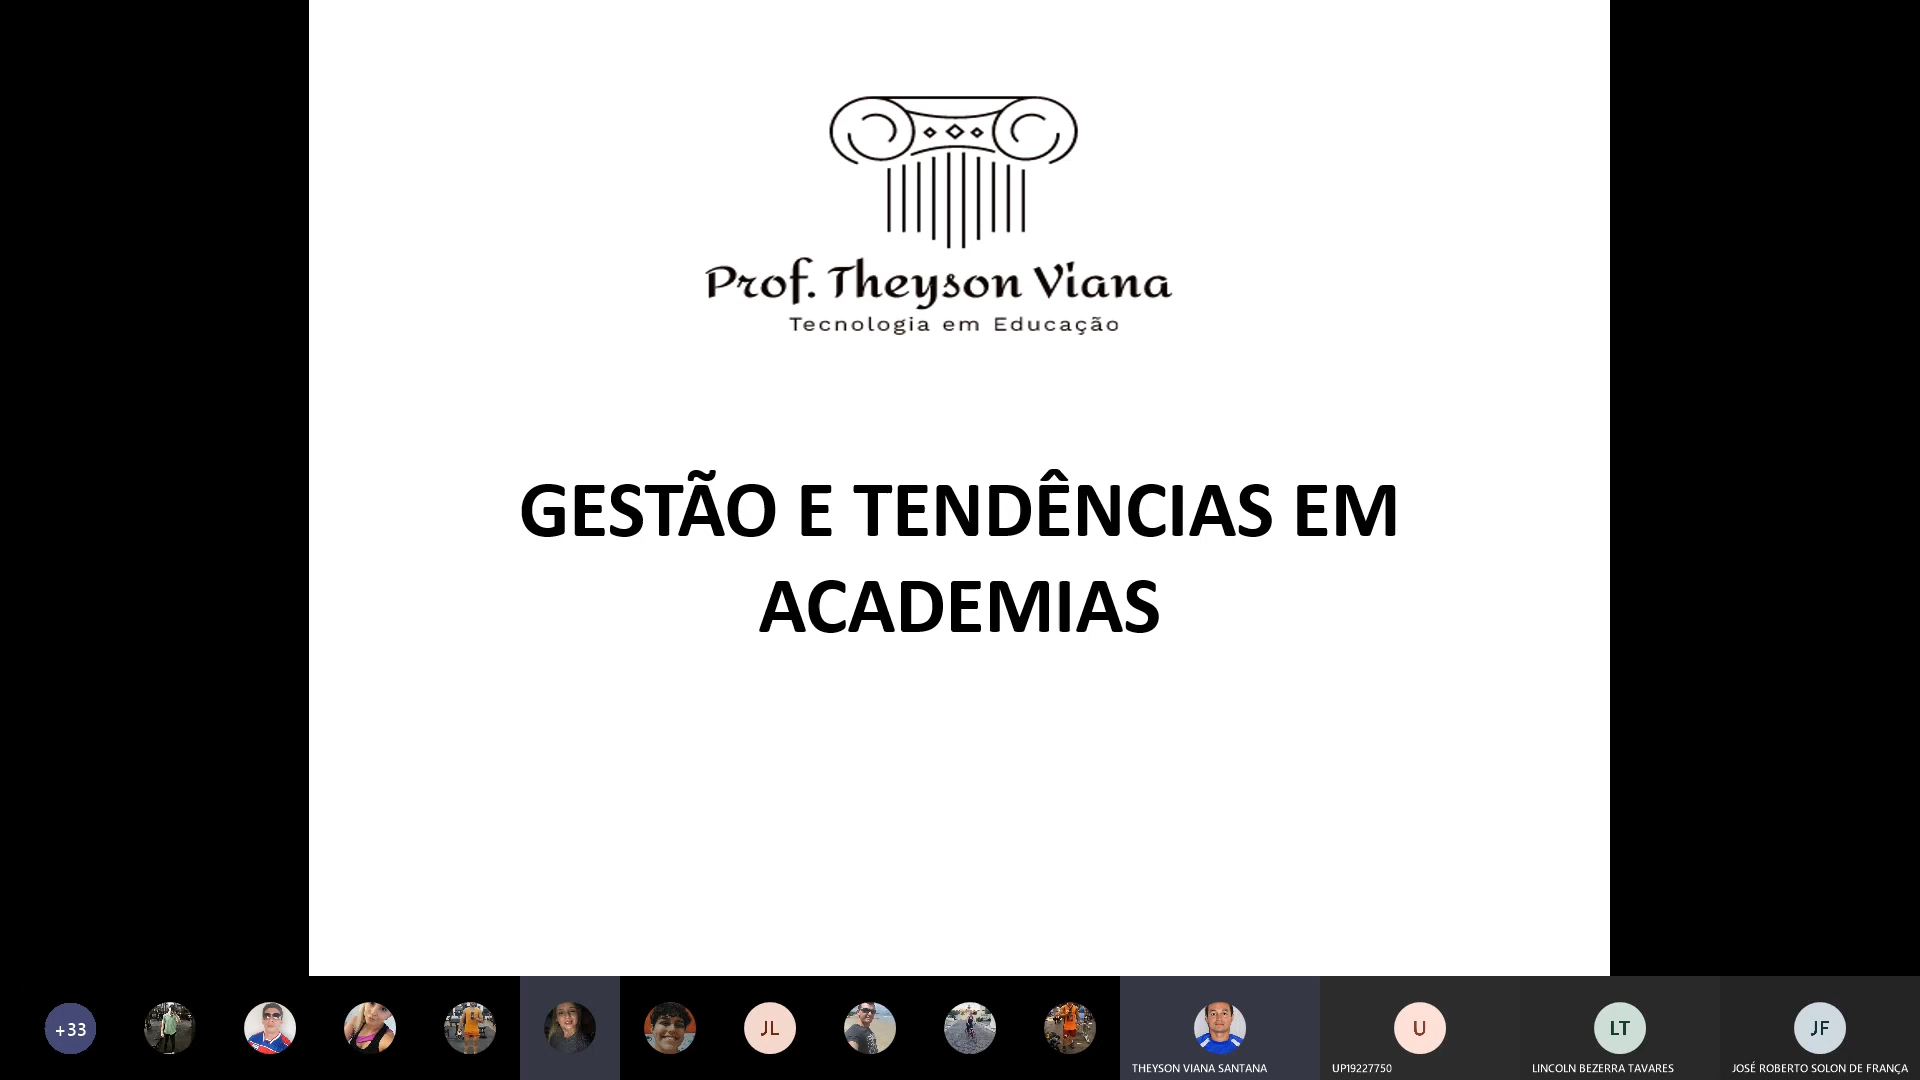 Prof. Theyson Viana
Tecnologia em Educação
GESTÃO E TENDÊNCIAS EM
ACADEMIAS
+33
JL
U
LT
JF
THEYSON VIANA SANTANA
UP19227750
LINCOLN BEZERRA TAVARES
JOSÉ ROBERTO SOLON DE FRANÇA